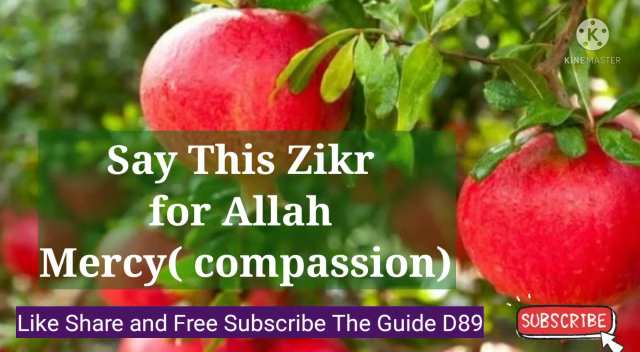 KINEMASTER
Say This Zikr
for Allah
Mercy( compassion)
Like Share and Free Subscribe The Guide D89
SUBSCRIBE